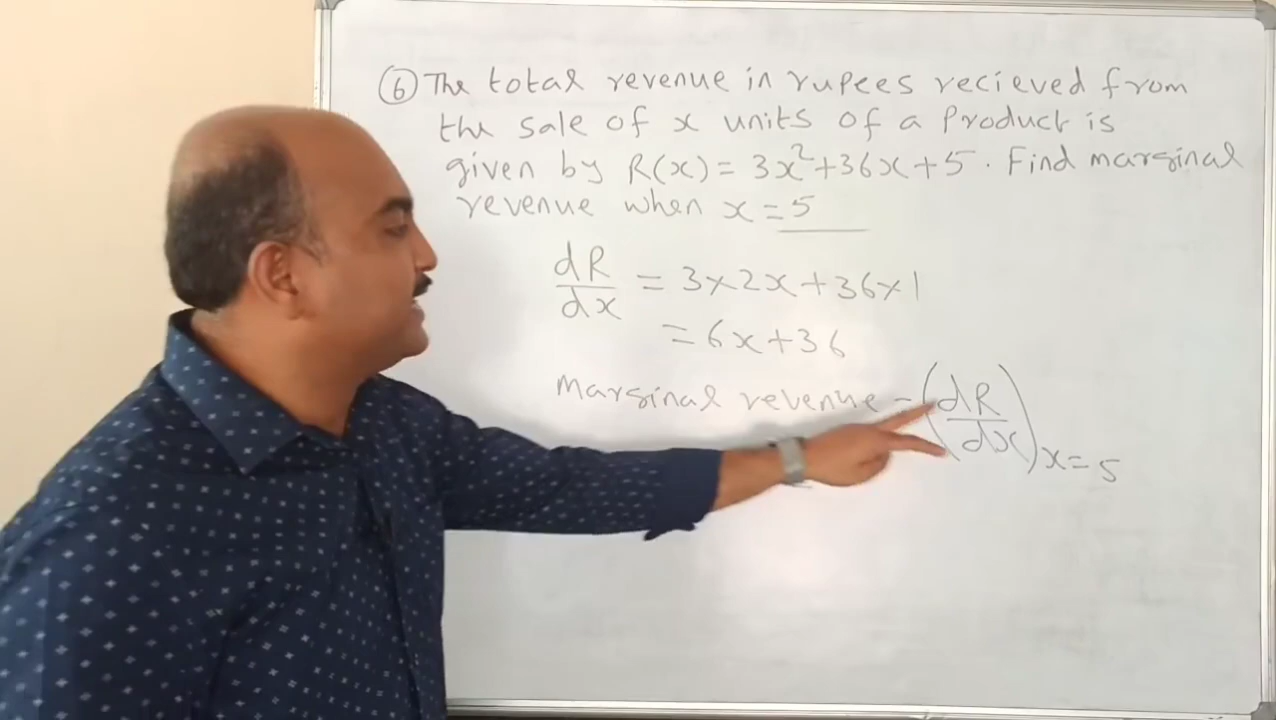 ⑥ The total revenue in rupees recieved from
the sale of x units of a product is
given by R(x) = 3x²+36x+5. Find marginal
revenue when x = 5
dR/dx = 3×2x+36×1
= 6x+36
Marginal revenue = (dR/dx)x=5